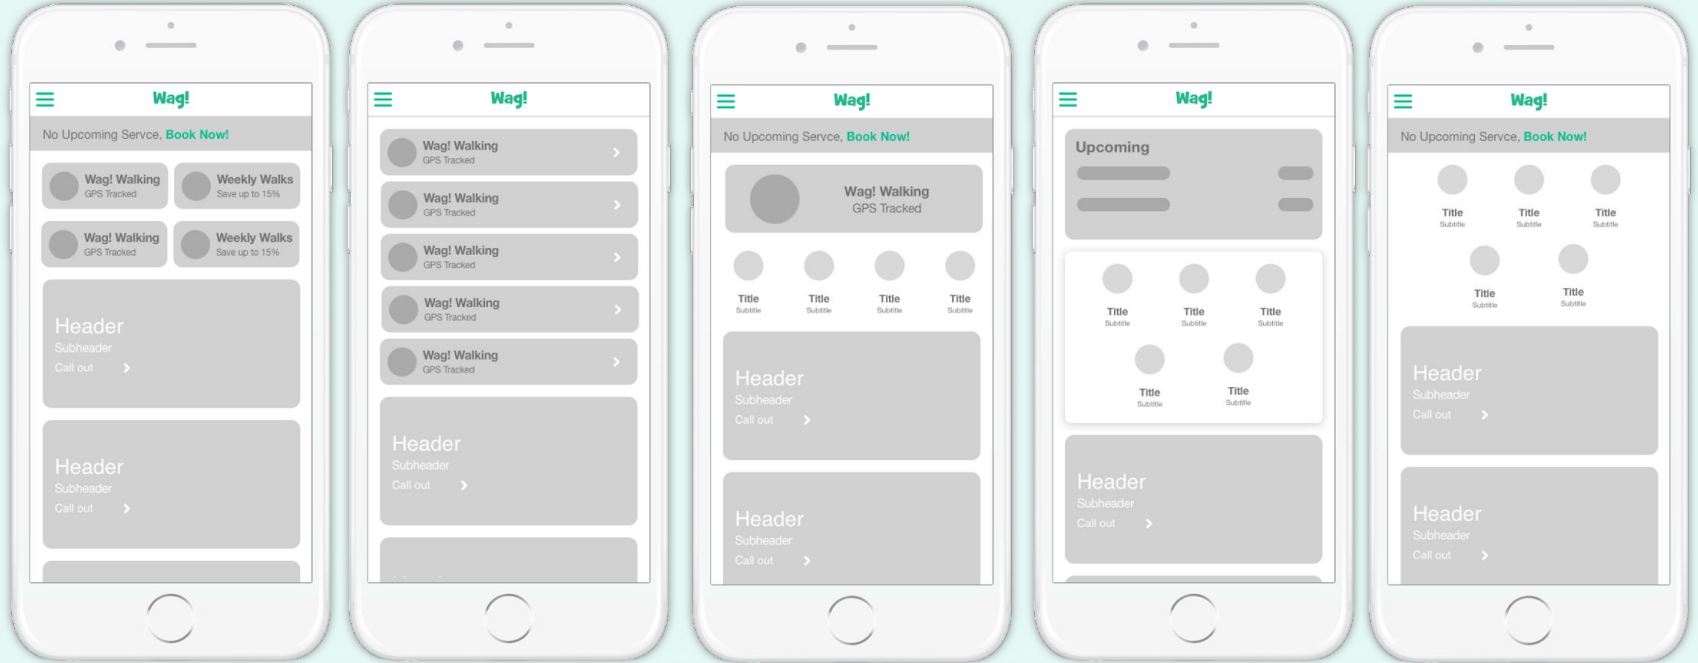 Wag!
No Upcoming Servce, Book Now!
Wag! Walking
GPS Tracked
Weekly Walks
Save up to 15%
Wag! Walking
GPS Tracked
Weekly Walks
Save up to 15%
Header
Subheader
Call out
Header
Subheader
Call out
Wag!
Wag! Walking
GPS Tracked
Wag! Walking
GPS Tracked
Wag! Walking
GPS Tracked
Wag! Walking
GPS Tracked
Wag! Walking
GPS Tracked
Header
Subheader
Call out
Wag!
No Upcoming Servce, Book Now!
Wag! Walking
GPS Tracked
Title Title Title Title
Subtitle Subtitle Subtitle Subtitle
Header
Subheader
Call out
Header
Subheader
Call out
Wag!
Upcoming
Title Title Title
Subtitle Subtitle Subtitle
Title Title
Subtitle Subtitle
Header
Subheader
Call out
Wag!
No Upcoming Servce, Book Now!
Title Title Title
Subtitle Subtitle Subtitle
Title Title
Subtitle Subtitle
Header
Subheader
Call out
Header
Subheader
Call out